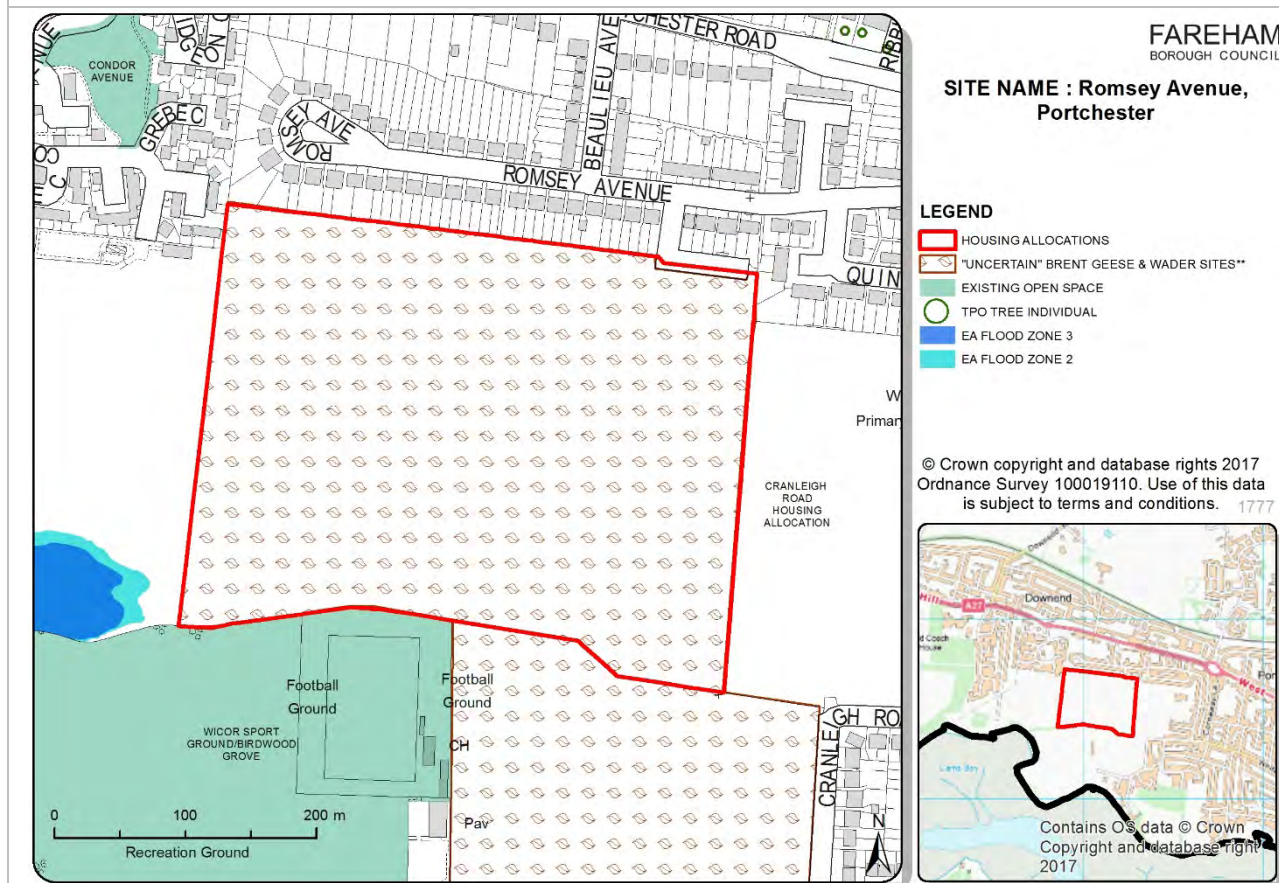 CONDOR
AVENUE
GREBE C
ROMSEY AVE
BEAULIEU AVE
CHESTER ROAD
ROMSEY AVENUE
QUIN
W
Primar
CRANLEIGH
ROAD
HOUSING
ALLOCATION
Football
Ground
Football
Ground
WICOR SPORT
GROUND/BIRDWOOD
GROVE
CH
Pav
GH RO
CRANLEI
0 100 200 m
Recreation Ground
N
FAREHAM
BOROUGH COUNCIL
SITE NAME : Romsey Avenue,
Portchester
LEGEND
HOUSING ALLOCATIONS
"UNCERTAIN" BRENT GEESE & WADER SITES**
EXISTING OPEN SPACE
TPO TREE INDIVIDUAL
EA FLOOD ZONE 3
EA FLOOD ZONE 2
© Crown copyright and database rights 2017
Ordnance Survey 100019110. Use of this data
is subject to terms and conditions. 1777
Downend
A27
West
Contains OS data © Crown
Copyright and database right
2017